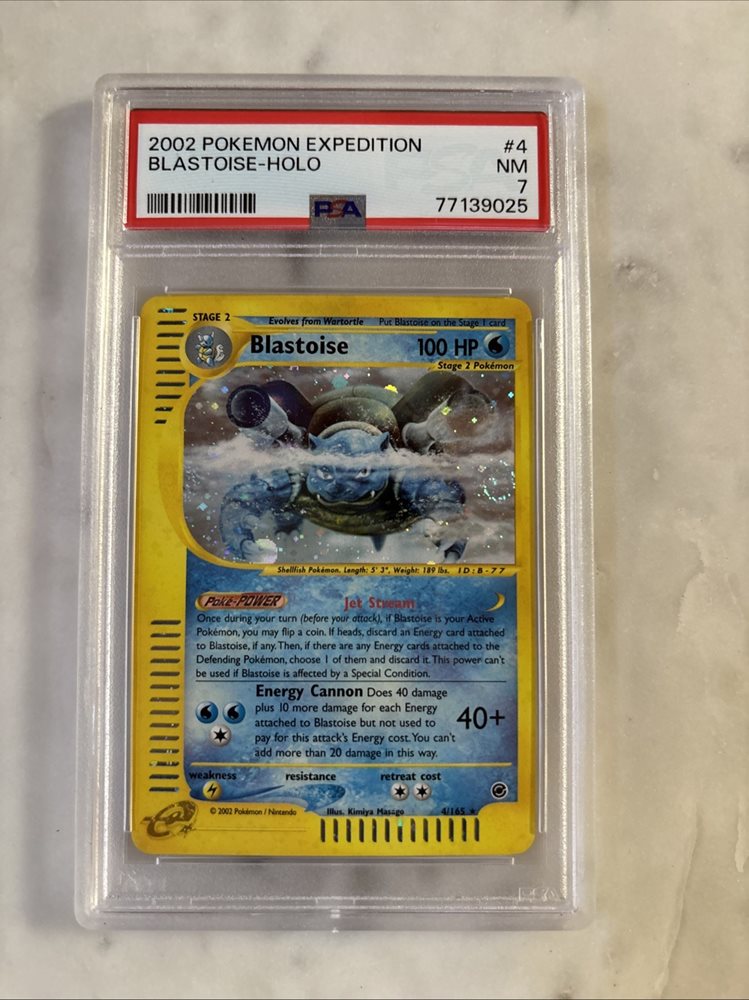 2002 POKEMON EXPEDITION #4
BLASTOISE-HOLO NM
7
PSA 77139025
STAGE 2 Evolves from Wartortle Put Blastoise on the Stage 1 card
Blastoise 100 HP
Stage 2 Pokémon
Shellfish Pokémon. Length: 5' 3", Weight: 189 lbs. ID: B-77
POKé-POWER Jet Stream
Once during your turn (before your attack), if Blastoise is your Active
Pokémon, you may flip a coin. If heads, discard an Energy card attached
to Blastoise, if any. Then, if there are any Energy cards attached to the
Defending Pokémon, choose 1 of them and discard it. This power can't
be used if Blastoise is affected by a Special Condition.
Energy Cannon Does 40 damage
plus 10 more damage for each Energy
attached to Blastoise but not used to
pay for this attack's Energy cost. You can't
add more than 20 damage in this way.
40+
weakness resistance retreat cost
© 2002 Pokémon / Nintendo Illus. Kimiya Masago 4/165 ★
PSA